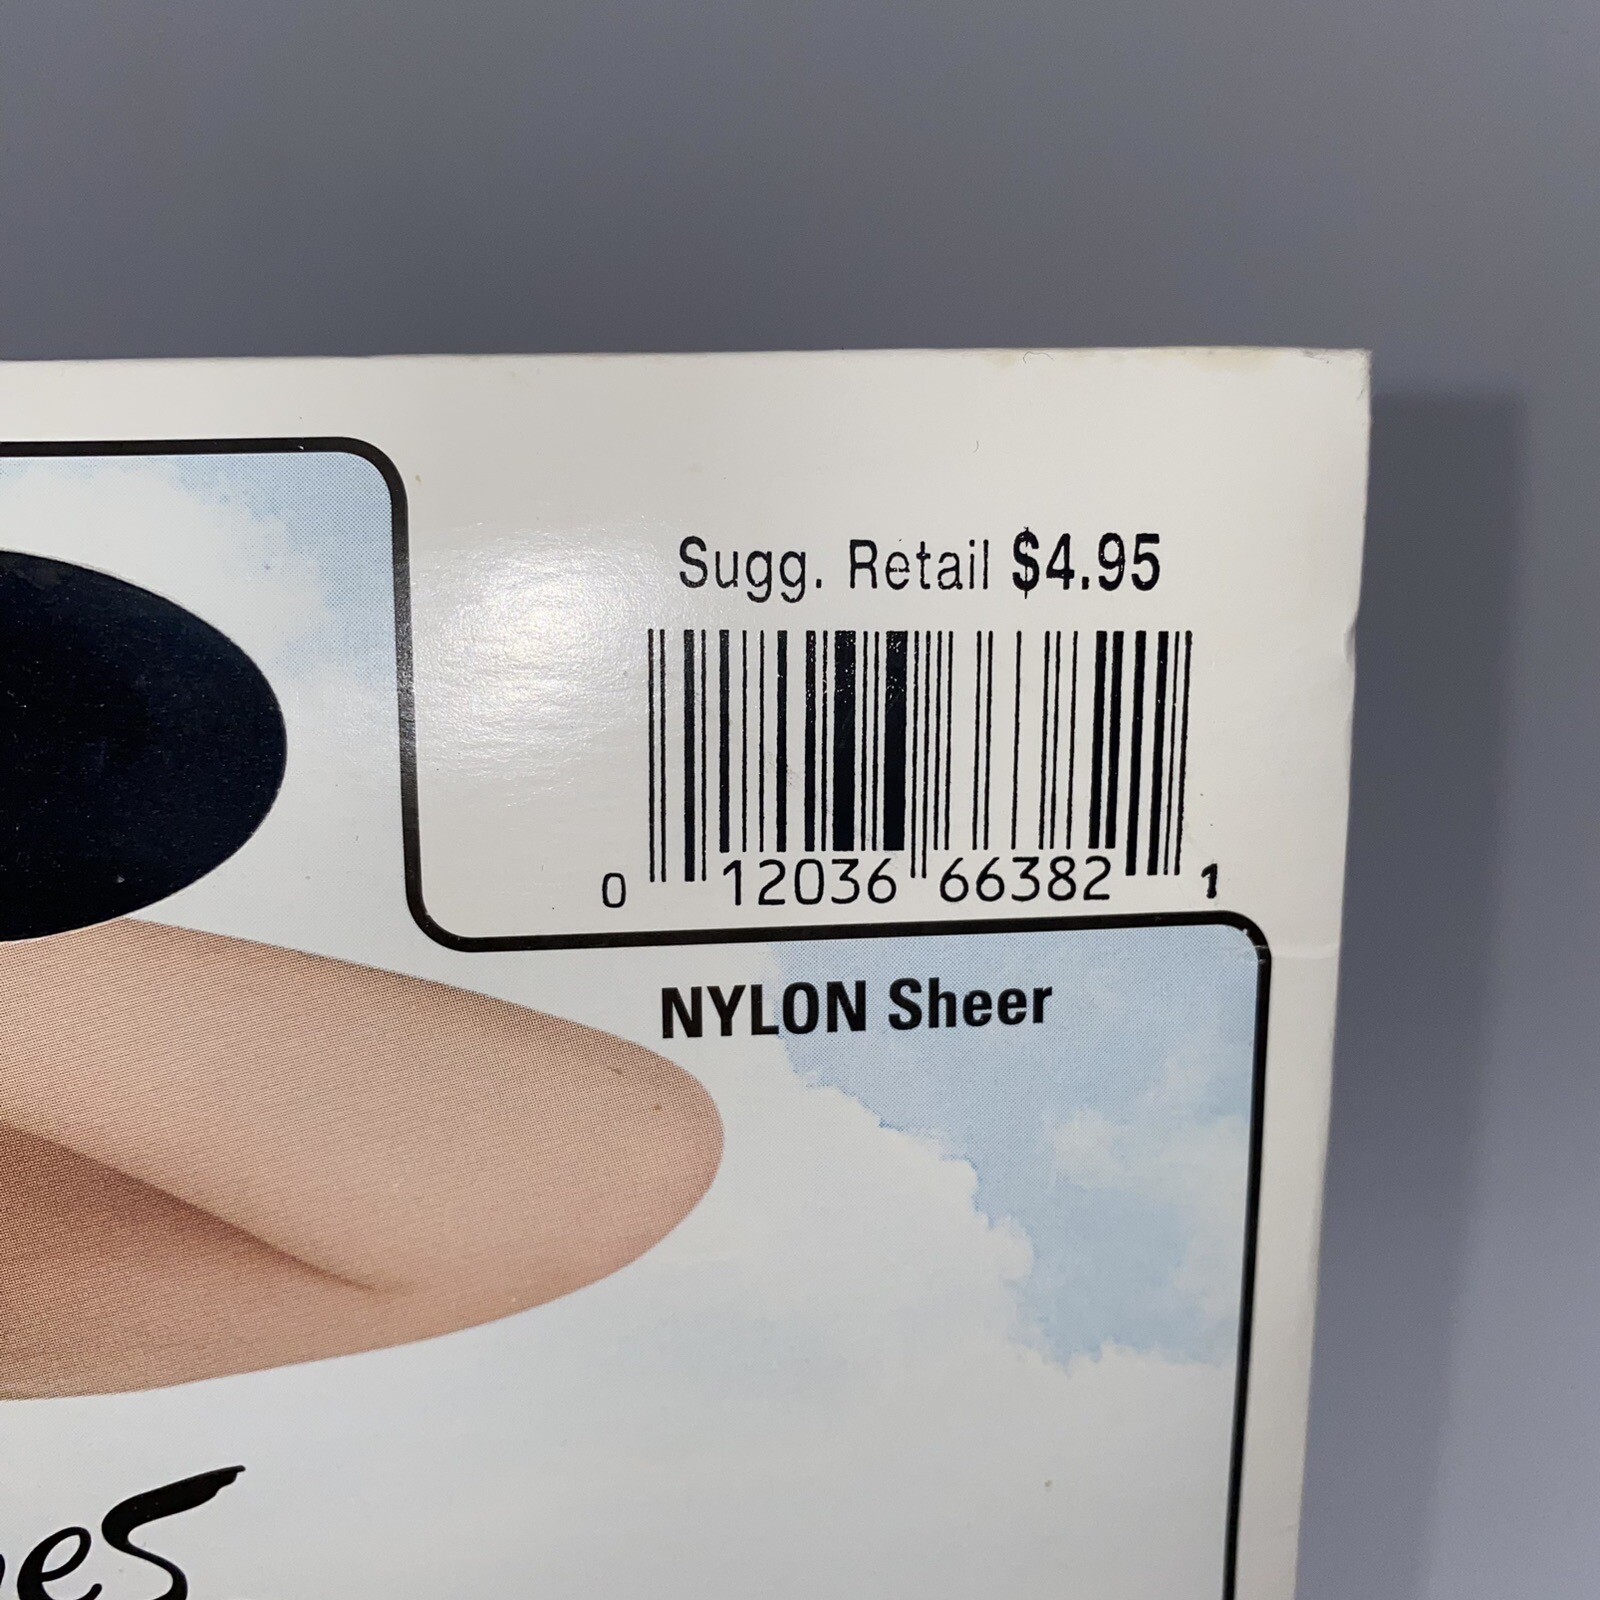 Sugg. Retail $4.95
0 12036 66382 1
NYLON Sheer